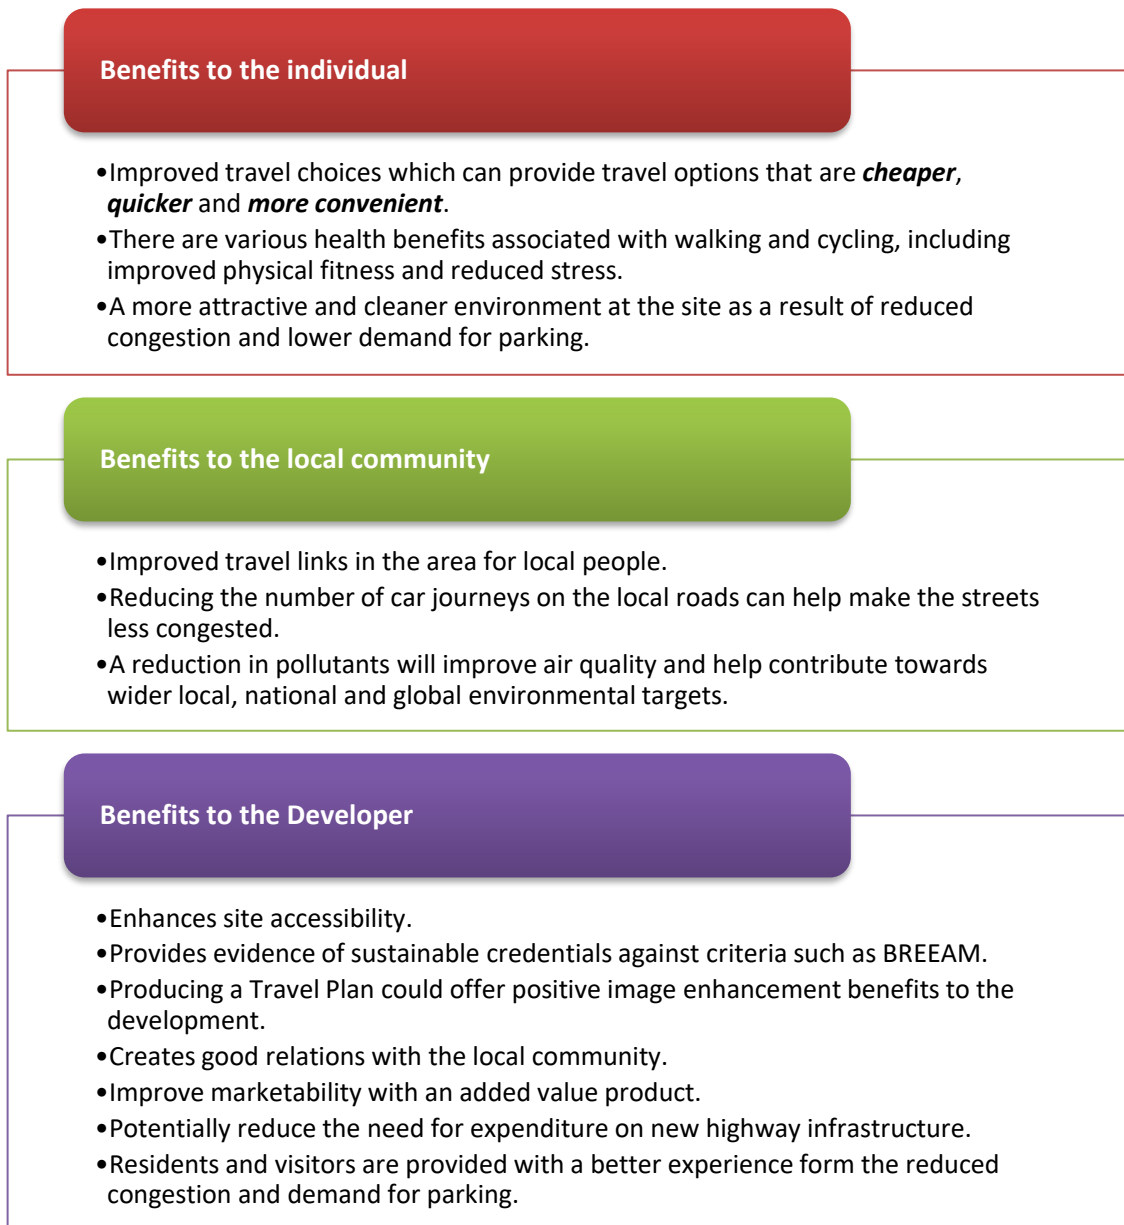 Benefits to the individual
•Improved travel choices which can provide travel options that are cheaper,
quicker and more convenient.
•There are various health benefits associated with walking and cycling, including
improved physical fitness and reduced stress.
•A more attractive and cleaner environment at the site as a result of reduced
congestion and lower demand for parking.
Benefits to the local community
•Improved travel links in the area for local people.
•Reducing the number of car journeys on the local roads can help make the streets
less congested.
•A reduction in pollutants will improve air quality and help contribute towards
wider local, national and global environmental targets.
Benefits to the Developer
•Enhances site accessibility.
•Provides evidence of sustainable credentials against criteria such as BREEAM.
•Producing a Travel Plan could offer positive image enhancement benefits to the
development.
•Creates good relations with the local community.
•Improve marketability with an added value product.
•Potentially reduce the need for expenditure on new highway infrastructure.
•Residents and visitors are provided with a better experience form the reduced
congestion and demand for parking.